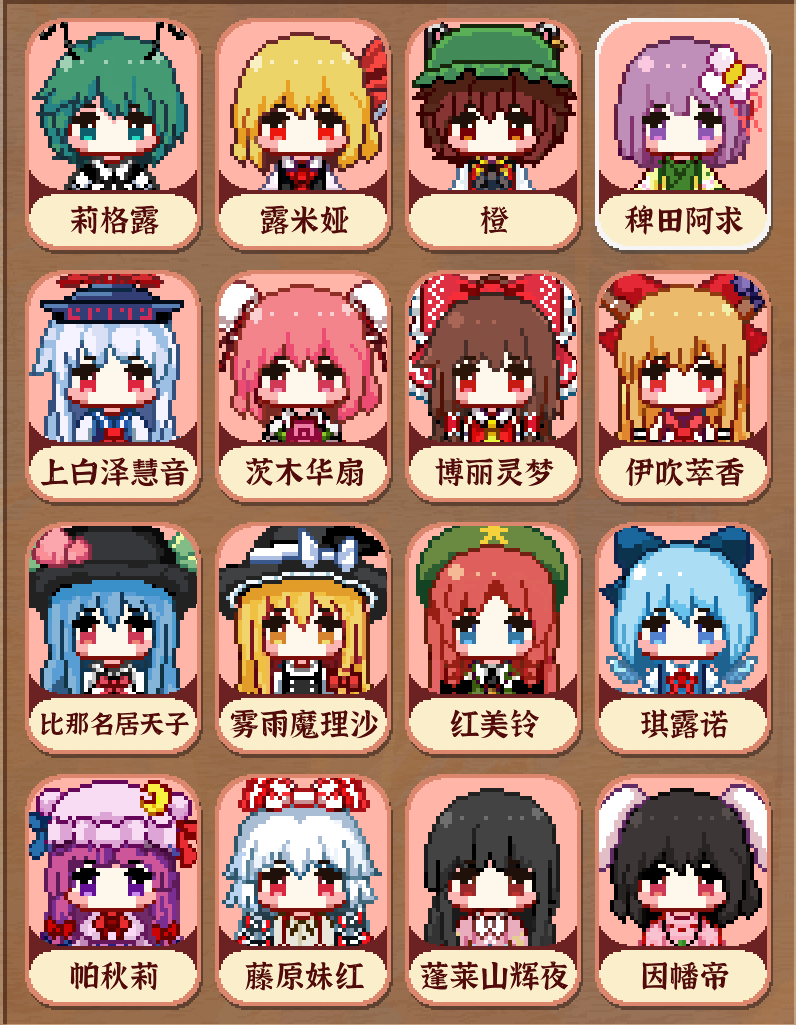 莉格露
露米娅
橙
稗田阿求
上白泽慧音
茨木华扇
博丽灵梦
伊吹萃香
比那名居天子
雾雨魔理沙
红美铃
琪露诺
帕秋莉
藤原妹红
蓬莱山辉夜
因幡帝